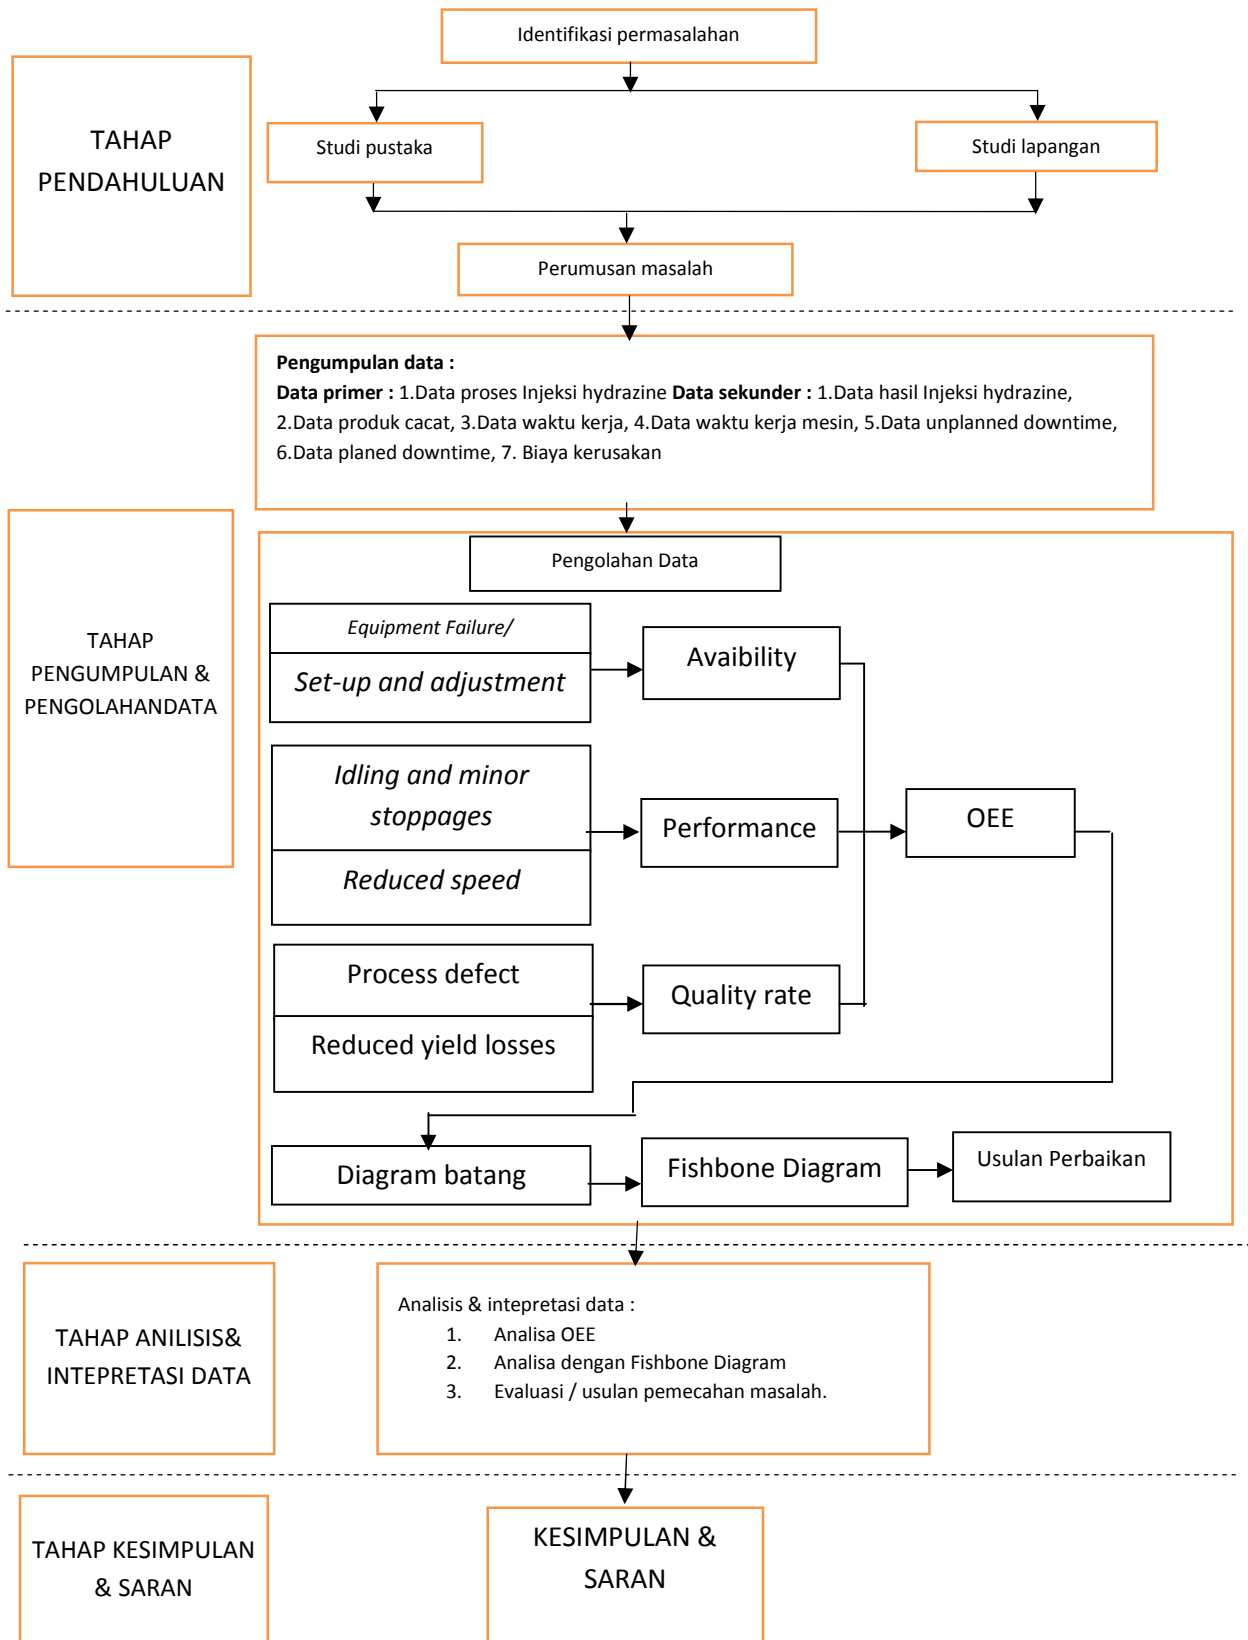 Identifikasi permasalahan
TAHAP
PENDAHULUAN
Studi pustaka
Studi lapangan
Perumusan masalah
Pengumpulan data :
Data primer : 1.Data proses Injeksi hydrazine Data sekunder : 1.Data hasil Injeksi hydrazine,
2.Data produk cacat, 3.Data waktu kerja, 4.Data waktu kerja mesin, 5.Data unplanned downtime,
6.Data planed downtime, 7. Biaya kerusakan
TAHAP
PENGUMPULAN &
PENGOLAHANDATA
Pengolahan Data
Equipment Failure/
Set-up and adjustment
Avaibility
Idling and minor
stoppages
Reduced speed
Performance
OEE
Process defect
Reduced yield losses
Quality rate
Diagram batang
Fishbone Diagram
Usulan Perbaikan
TAHAP ANILISIS&
INTEPRETASI DATA
Analisis & intepretasi data :
1. Analisa OEE
2. Analisa dengan Fishbone Diagram
3. Evaluasi / usulan pemecahan masalah.
TAHAP KESIMPULAN
& SARAN
KESIMPULAN &
SARAN